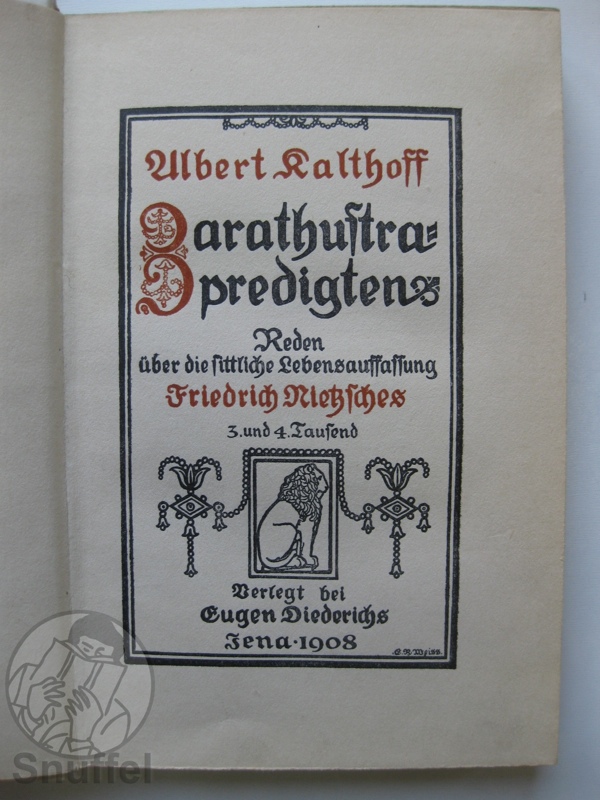 Albert Kalthoff
Zarathustra=
predigten
Reden
über die sittliche Lebensauffassung
Friedrich Nietzsches
3. und 4. Tausend
Verlegt bei
Eugen Diederichs
Jena · 1908
E. R. Weiss.
Snuffel